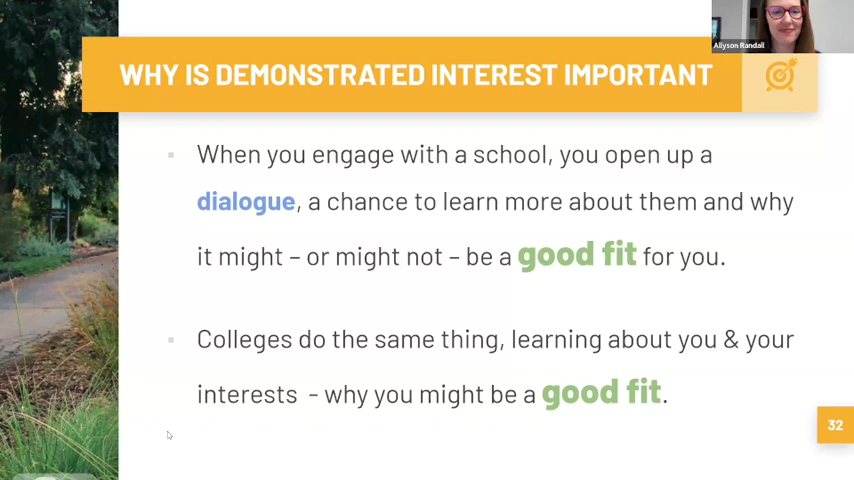 Allyson Randall
WHY IS DEMONSTRATED INTEREST IMPORTANT
When you engage with a school, you open up a
dialogue, a chance to learn more about them and why
it might – or might not – be a good fit for you.
Colleges do the same thing, learning about you & your
interests - why you might be a good fit.
32